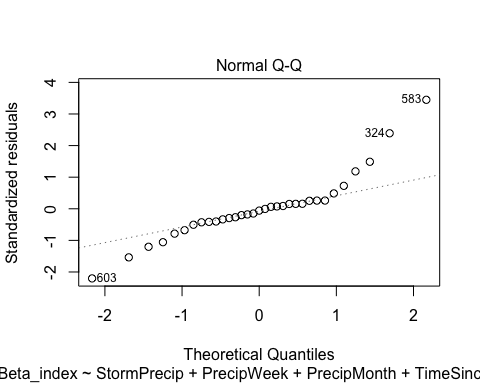 Normal Q-Q
Standardized residuals
4
3
2
1
0
-1
-2
583
324
603
-2 -1 0 1 2
Theoretical Quantiles
Beta_index ~ StormPrecip + PrecipWeek + PrecipMonth + TimeSinc